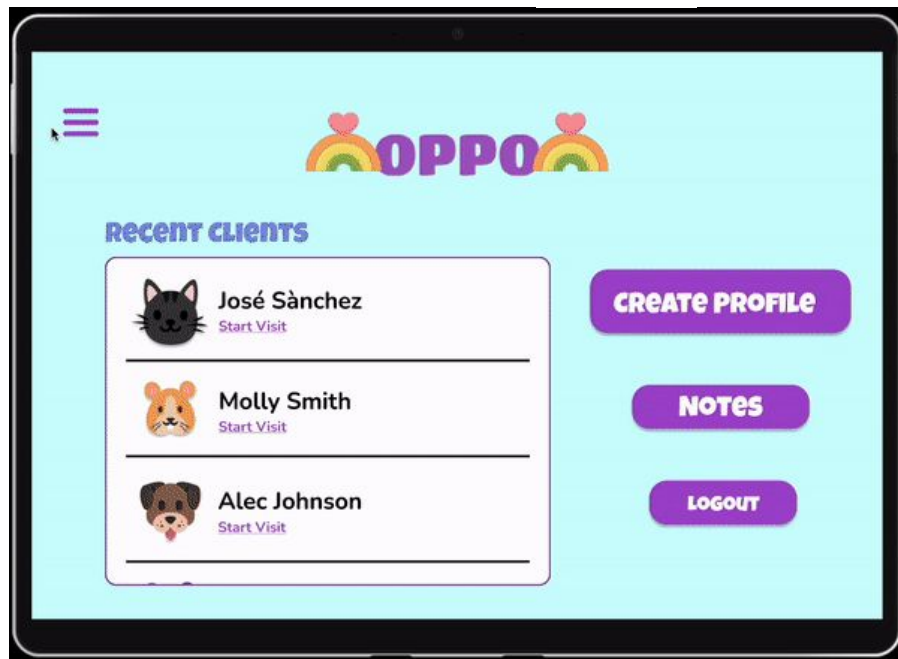 OPPO
Recent Clients
José Sànchez
Start Visit
Create Profile
Molly Smith
Start Visit
Notes
Alec Johnson
Start Visit
Logout